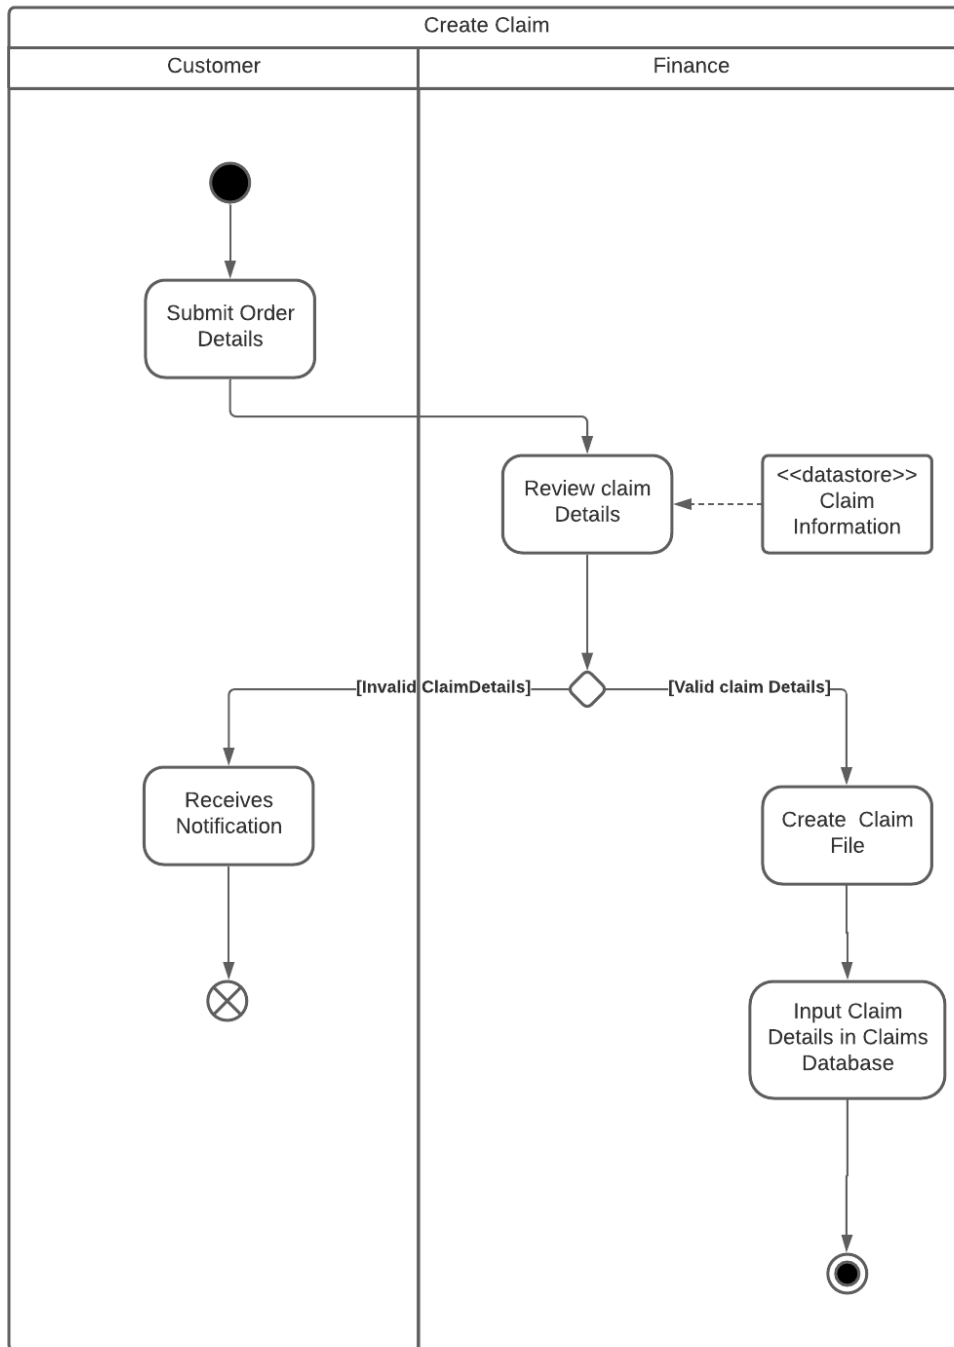 Create Claim
Customer
Finance
Submit Order
Details
Review claim
Details
<<datastore>>
Claim
Information
[Invalid ClaimDetails]
[Valid claim Details]
Receives
Notification
Create  Claim
File
Input Claim
Details in Claims
Database